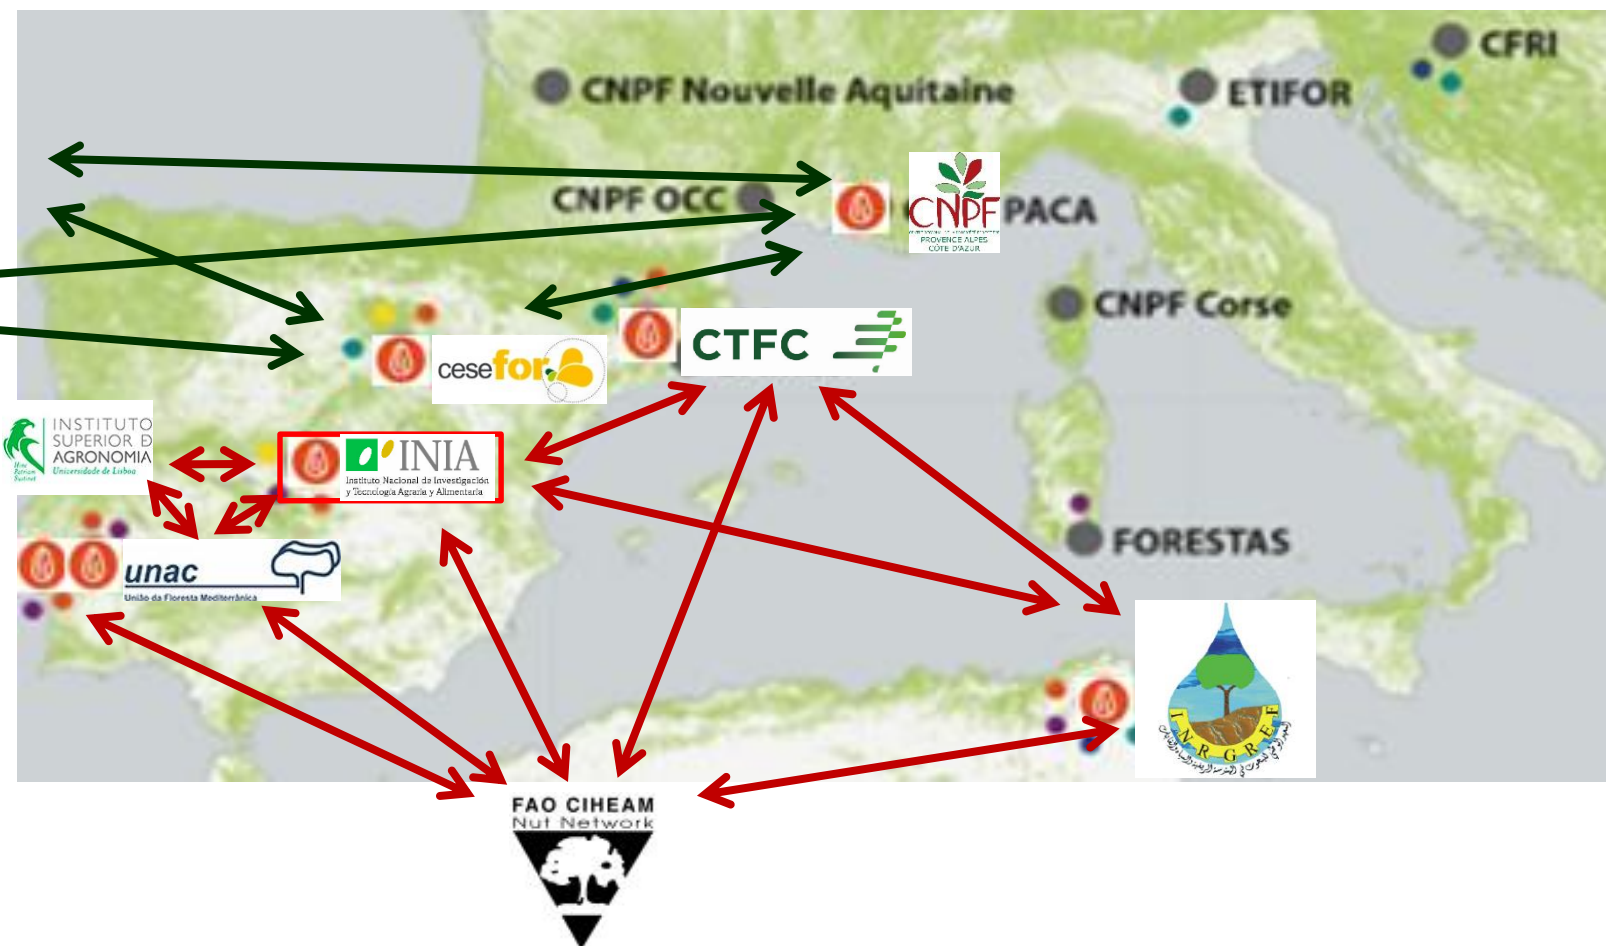 CFRI
CNPF Nouvelle Aquitaine
ETIFOR
CNPF OCC
CNPF
PROVENCE ALPES
CÔTE D'AZUR
PACA
CNPF Corse
CTFC
cesefor
INSTITUTO
SUPERIOR D
AGRONOMIA
Universidade de Lisboa
INIA
Instituto Nacional de Investigación
y Tecnología Agraria y Alimentaria
FORESTAS
unac
União da Floresta Mediterrânica
INRGREF
FAO CIHEAM
Nut Network